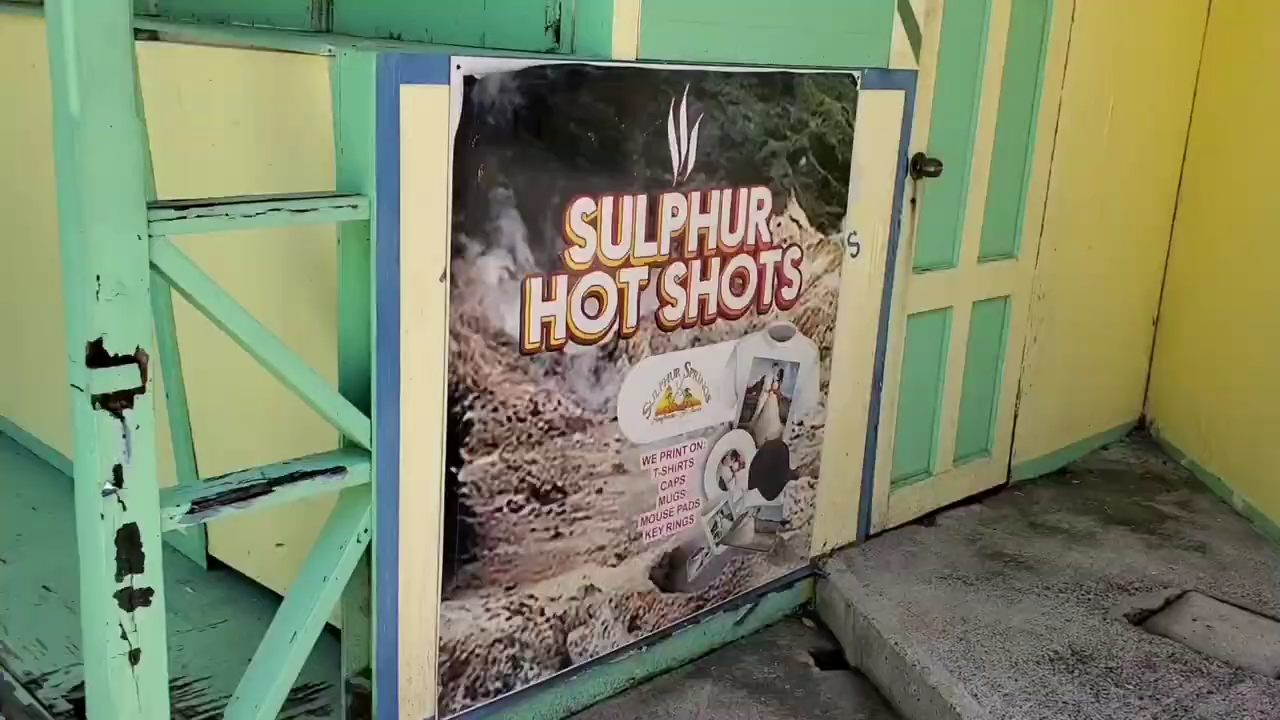 SULPHUR
HOT SHOTS
SULPHUR SPRINGS
WE PRINT ON:
T-SHIRTS
CAPS
MUGS
MOUSE PADS
KEY RINGS
S